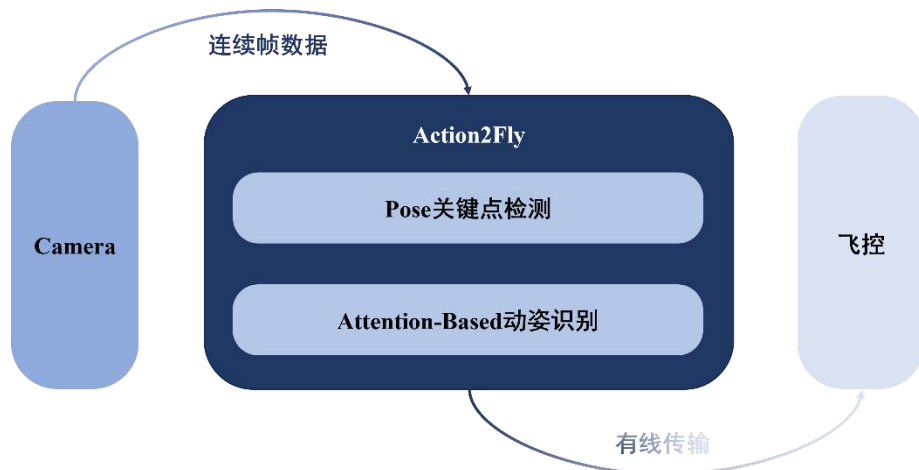 连续帧数据
Action2Fly
Pose关键点检测
Camera
飞控
Attention-Based动姿识别
有线传输